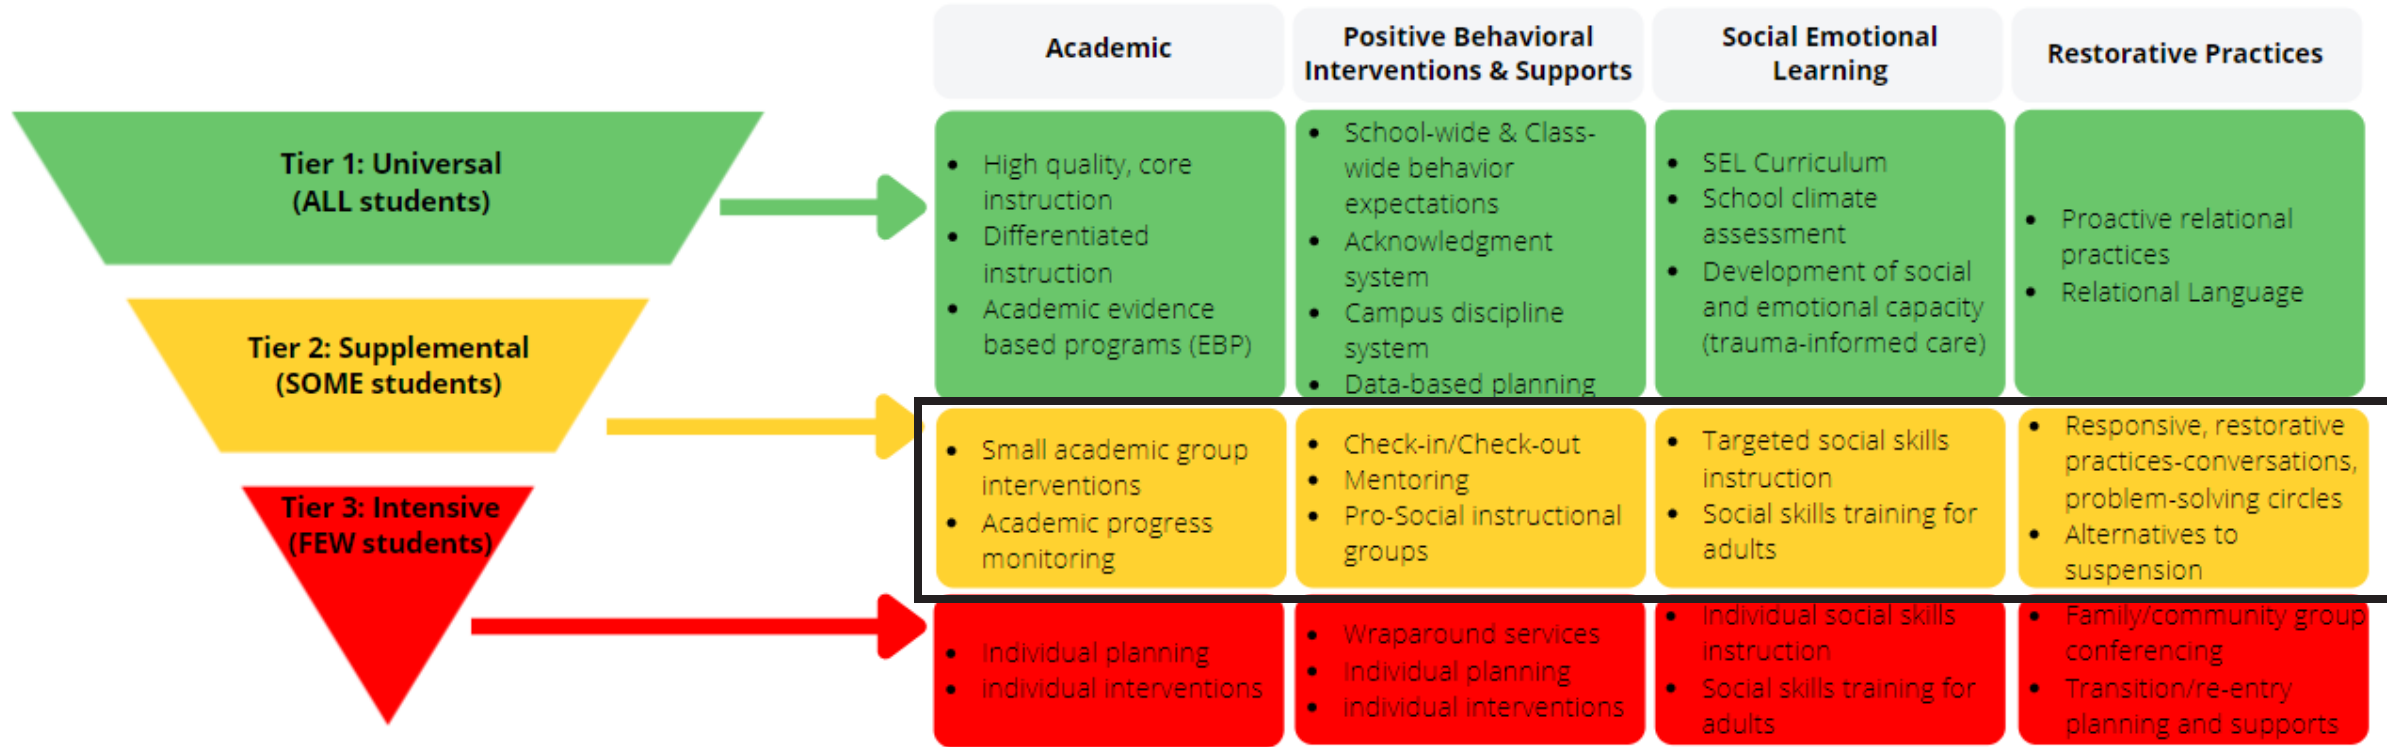 Academic
Positive Behavioral
Interventions & Supports
Social Emotional
Learning
Restorative Practices
Tier 1: Universal
(ALL students)
• High quality, core
instruction
• Differentiated
instruction
• Academic evidence
based programs (EBP)
• School-wide & Class-
wide behavior
expectations
• Acknowledgment
system
• Campus discipline
system
• Data-based planning
• SEL Curriculum
• School climate
assessment
• Development of social
and emotional capacity
(trauma-informed care)
• Proactive relational
practices
• Relational Language
Tier 2: Supplemental
(SOME students)
• Small academic group
interventions
• Academic progress
monitoring
• Check-in/Check-out
• Mentoring
• Pro-Social instructional
groups
• Targeted social skills
instruction
• Social skills training for
adults
• Responsive, restorative
practices-conversations,
problem-solving circles
• Alternatives to
suspension
Tier 3: Intensive
(FEW students)
• Individual planning
• individual interventions
• Wraparound services
• Individual planning
• individual interventions
• Individual social skills
instruction
• Social skills training for
adults
• Family/community group
conferencing
• Transition/re-entry
planning and supports